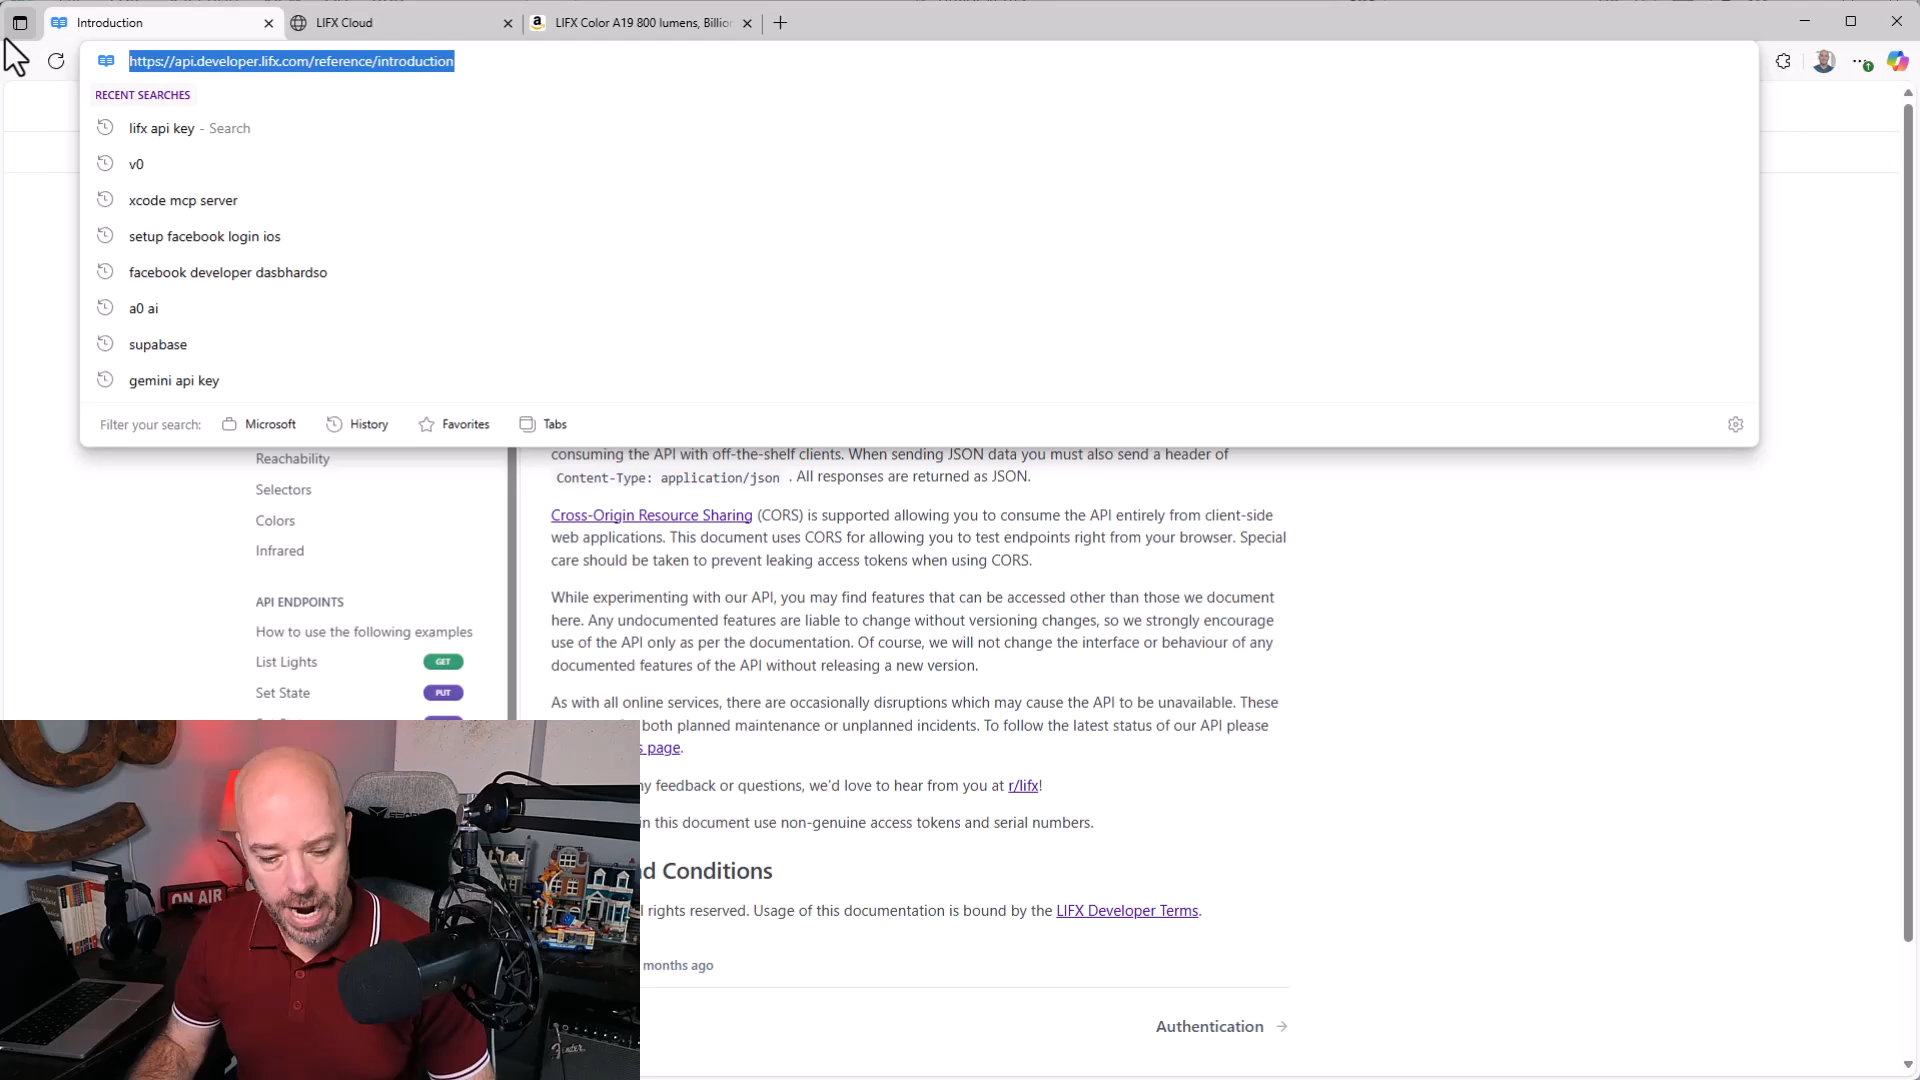 Introduction
LIFX Cloud
LIFX Color A19 800 lumens, Billion
https://api.developer.lifx.com/reference/introduction
RECENT SEARCHES
lifx api key - Search
v0
xcode mcp server
setup facebook login ios
facebook developer dasbhardso
a0 ai
supabase
gemini api key
Filter your search:
Microsoft
History
Favorites
Tabs
Reachability
Selectors
Colors
Infrared
API ENDPOINTS
How to use the following examples
List Lights GET
Set State PUT
consuming the API with off-the-shelf clients. When sending JSON data you must also send a header of
Content-Type: application/json . All responses are returned as JSON.
Cross-Origin Resource Sharing (CORS) is supported allowing you to consume the API entirely from client-side
web applications. This document uses CORS for allowing you to test endpoints right from your browser. Special
care should be taken to prevent leaking access tokens when using CORS.
While experimenting with our API, you may find features that can be accessed other than those we document
here. Any undocumented features are liable to change without versioning changes, so we strongly encourage
use of the API only as per the documentation. Of course, we will not change the interface or behaviour of any
documented features of the API without releasing a new version.
As with all online services, there are occasionally disruptions which may cause the API to be unavailable. These
both planned maintenance or unplanned incidents. To follow the latest status of our API please
s page.
y feedback or questions, we'd love to hear from you at r/lifx!
in this document use non-genuine access tokens and serial numbers.
d Conditions
rights reserved. Usage of this documentation is bound by the LIFX Developer Terms.
months ago
Authentication
ON AIR
Fender